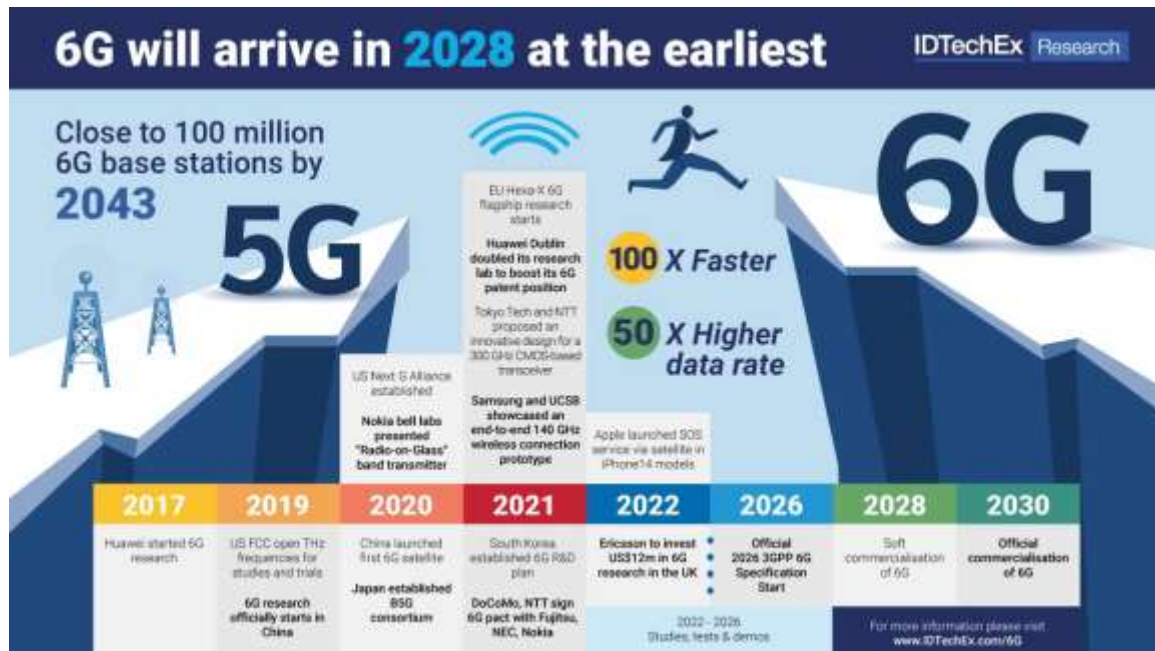 6G will arrive in 2028 at the earliest
IDTechEx Research
Close to 100 million
6G base stations by
2043
5G
6G
100 X Faster
50 X Higher
data rate
EU Hexa-X 6G
flagship research
starts
Huawei Dublin
doubled its research
lab to boost its 6G
patent position
Tokyo Tech and NTT
proposed an
innovative design for a
300 GHz CMOS-based
transceiver
Samsung and UCSB
showcased an
end-to-end 140 GHz
wireless connection
prototype
US Next G Alliance
established
Nokia bell labs
presented
"Radio-on-Glass"
band transmitter
Apple launched SOS
service via satellite in
iPhone14 models
2017
2019
2020
2021
2022
2026
2028
2030
Huawei started 6G
research
US FCC open THz
frequencies for
studies and trials
6G research
officially starts in
China
China launched
first 6G satellite
Japan established
B5G
consortium
South Korea
established 6G R&D
plan
DoCoMo, NTT sign
6G pact with Fujitsu,
NEC, Nokia
Ericsson to invest
US$12m in 6G
research in the UK
Official
2026 3GPP 6G
Specification
Start
2022 - 2026
Studies, tests & demos
Soft
commercialisation
of 6G
Official
commercialisation
of 6G
For more information please visit
www.IDTechEx.com/6G